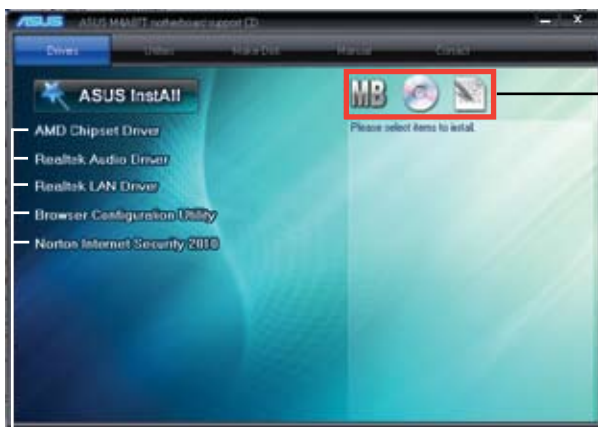 ASUS ASUS M4A87T motherboard support CD
Drivers Utilities Make Disk Manual Contact
ASUS InstAll
MB
AMD Chipset Driver
Please select items to install.
Realtek Audio Driver
Realtek LAN Driver
Browser Configuration Utility
Norton Internet Security 2010